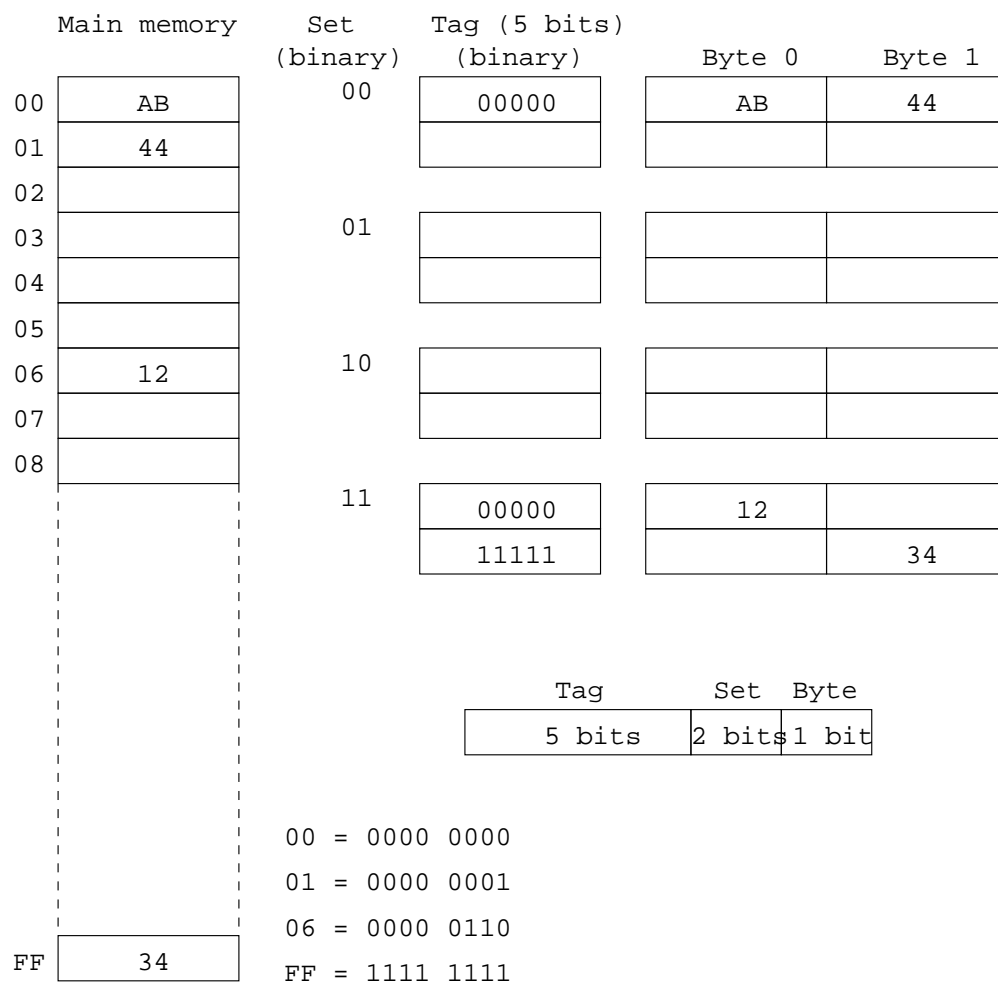 Main memory Set Tag (5 bits)
(binary) (binary) Byte 0 Byte 1
00 AB 00 00000 AB 44
01 44
02
03 01
04
05
06 12 10
07
08
11 00000 12
11111 34
Tag Set Byte
5 bits 2 bits 1 bit
00 = 0000 0000
01 = 0000 0001
06 = 0000 0110
FF 34
FF = 1111 1111